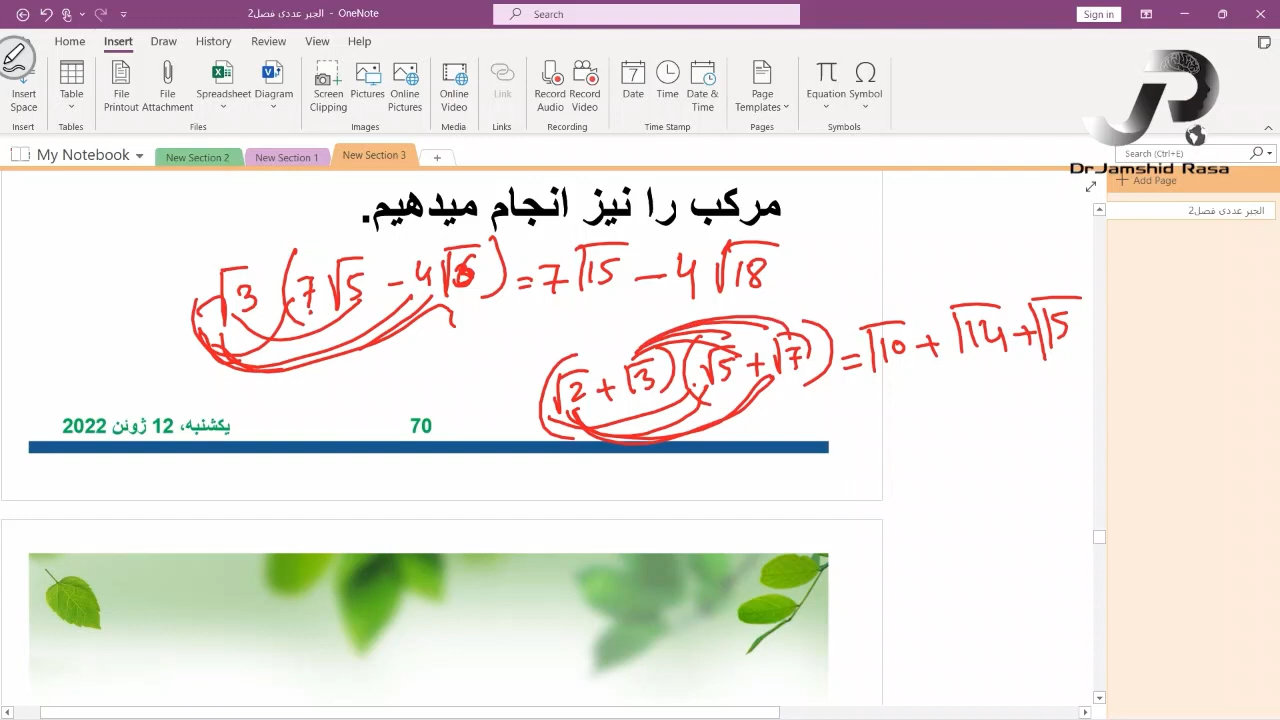 الجبر عددی فصل2 - OneNote
Search
Sign in
Home Insert Draw History Review View Help
Insert Space
Table
File Printout
File Attachment
Spreadsheet
Diagram
Screen Clipping
Pictures
Online Pictures
Online Video
Link
Record Audio
Record Video
Date
Time
Date & Time
Page Templates
Equation
Symbol
Insert Tables Files Images Media Links Recording Time Stamp Pages Symbols
My Notebook
New Section 2
New Section 1
New Section 3
Search (Ctrl+E)
DrJamshid Rasa
Add Page
الجبر عددی فصل2
مرکب را نیز انجام میدهیم.
√3 (7√5 - 4√6) = 7√15 - 4√18
(√2 + √3)(√5 + √7) = √10 + √14 + √15
یکشنبه، 12 ژوئن 2022
70